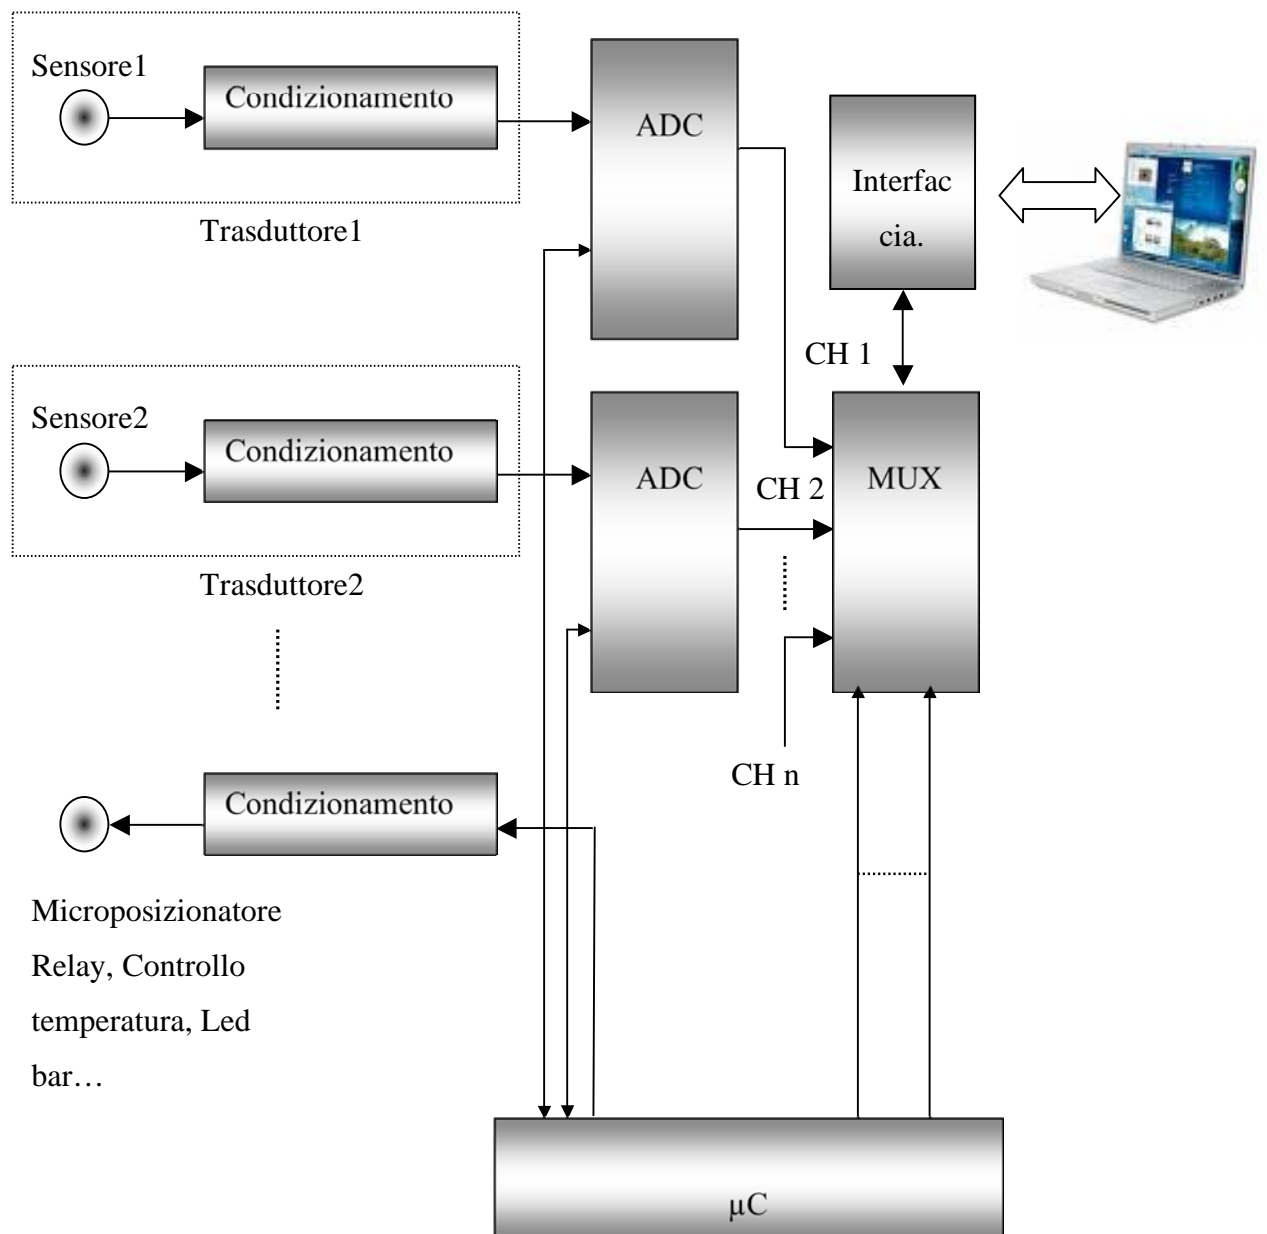 Sensore1
Condizionamento
ADC
Interfac
cia.
Trasduttore1
CH 1
Sensore2
Condizionamento
ADC
CH 2
MUX
Trasduttore2
CH n
Condizionamento
Microposizionatore
Relay, Controllo
temperatura, Led
bar…
µC